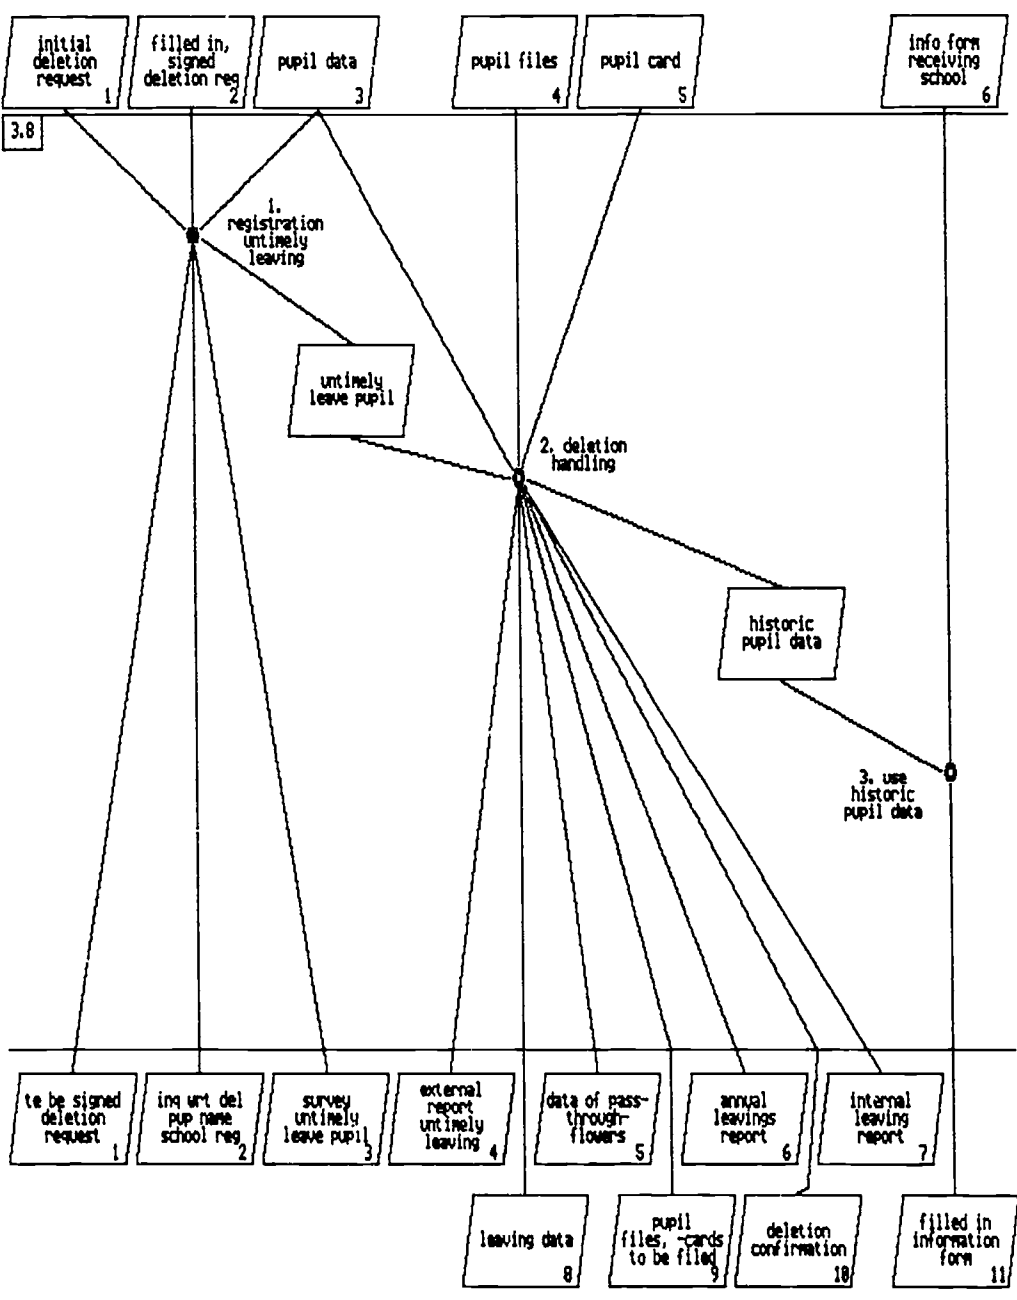 initial
deletion
request
1
filled in,
signed
deletion reg
2
pupil data
3
pupil files
4
pupil card
5
info form
receiving
school
6
3.8
1.
registration
untimely
leaving
untimely
leave pupil
2. deletion
handling
historic
pupil data
3. use
historic
pupil data
te be signed
deletion
request
1
inq wrt del
pup name
school reg
2
survey
untimely
leave pupil
3
external
report
untimely
leaving
4
data of pass-
through-
flowers
5
annual
leavings
report
6
internal
leaving
report
7
leaving data
8
pupil
files, -cards
to be filed
9
deletion
confirmation
10
filled in
information
form
11